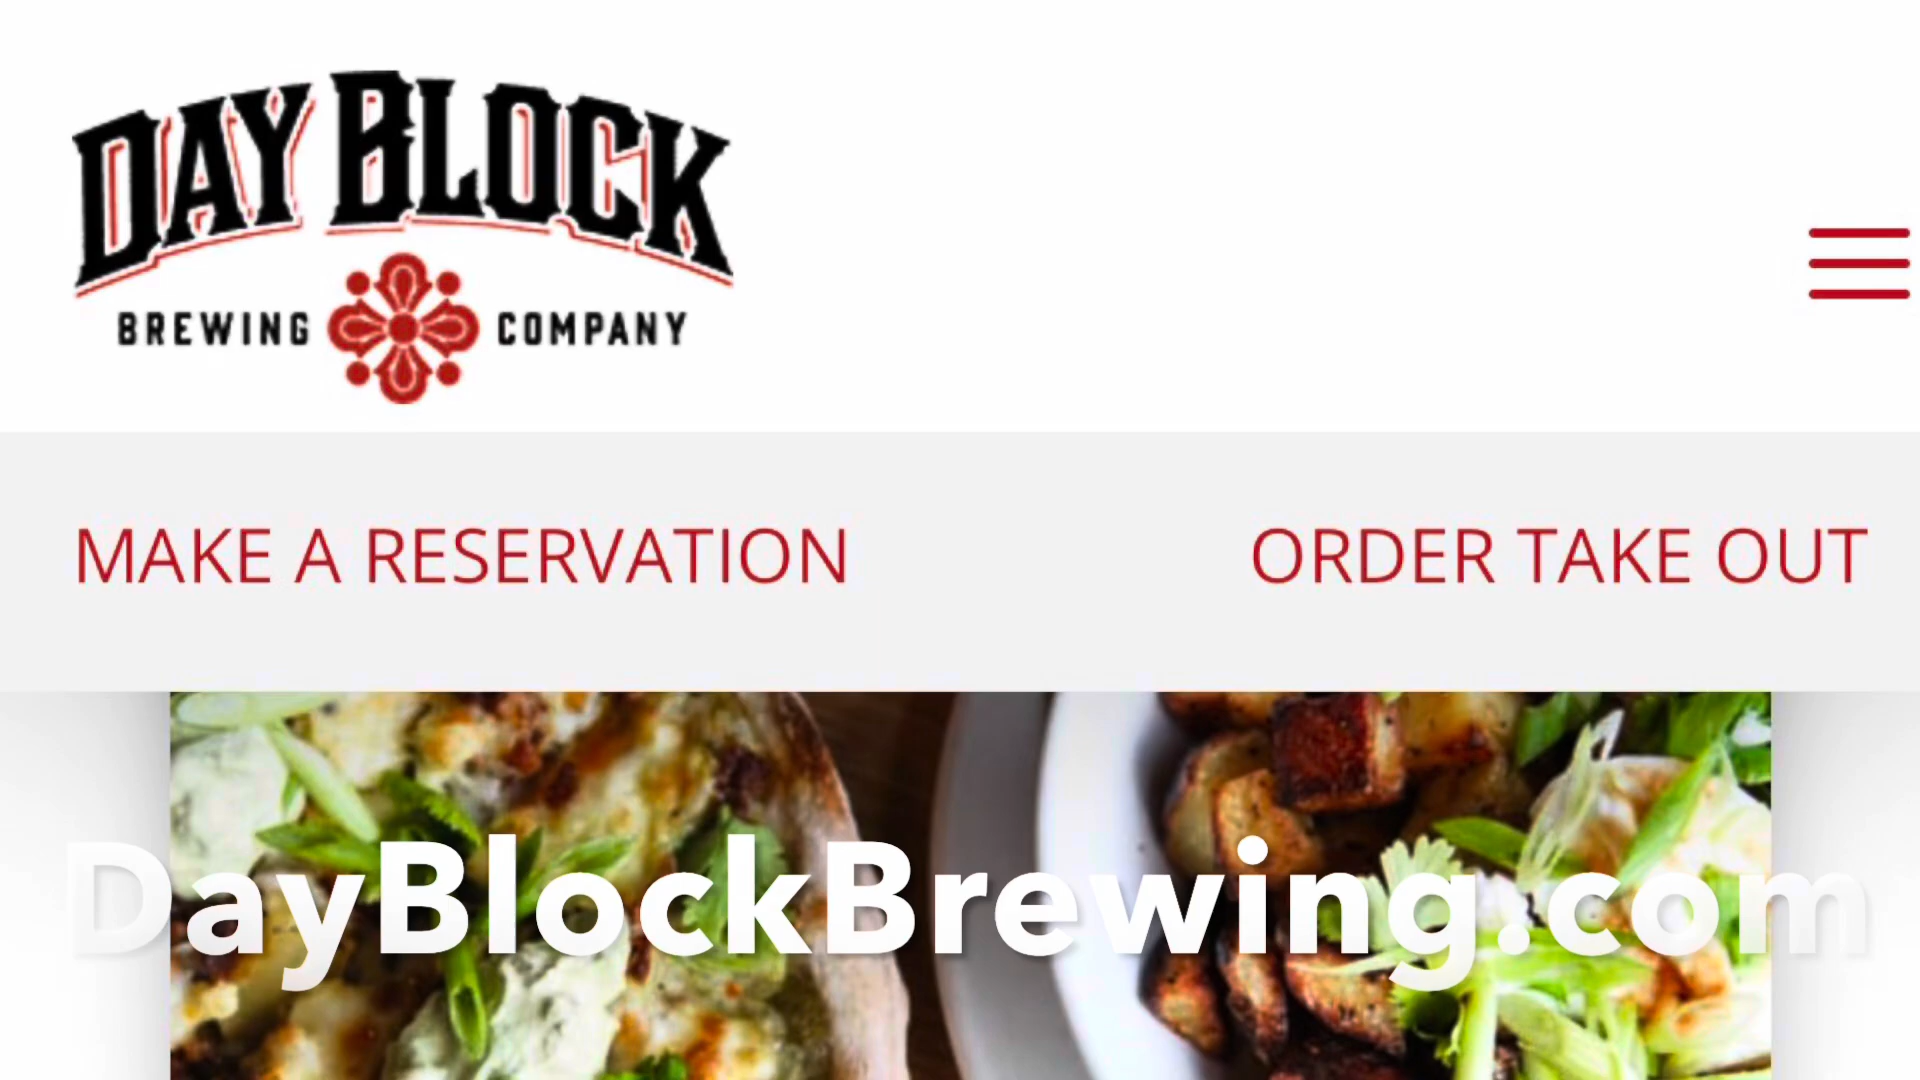 DAY BLOCK
BREWING COMPANY
MAKE A RESERVATION
ORDER TAKE OUT
DayBlockBrewing.com